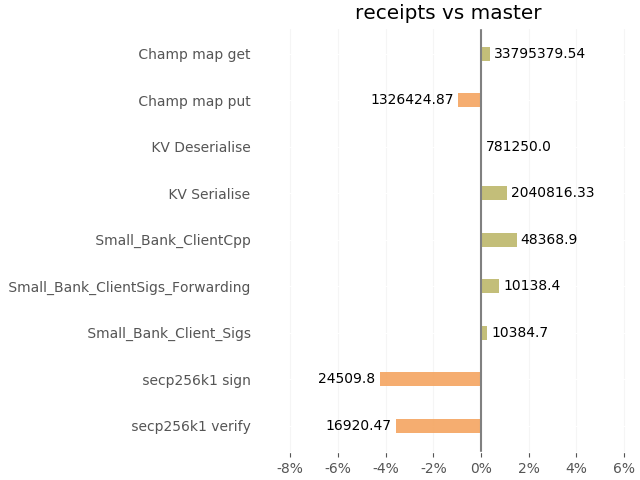 receipts vs master
Champ map get 33795379.54
Champ map put 1326424.87
KV Deserialise 781250.0
KV Serialise 2040816.33
Small_Bank_ClientCpp 48368.9
Small_Bank_ClientSigs_Forwarding 10138.4
Small_Bank_Client_Sigs 10384.7
secp256k1 sign 24509.8
secp256k1 verify 16920.47
-8% -6% -4% -2% 0% 2% 4% 6%